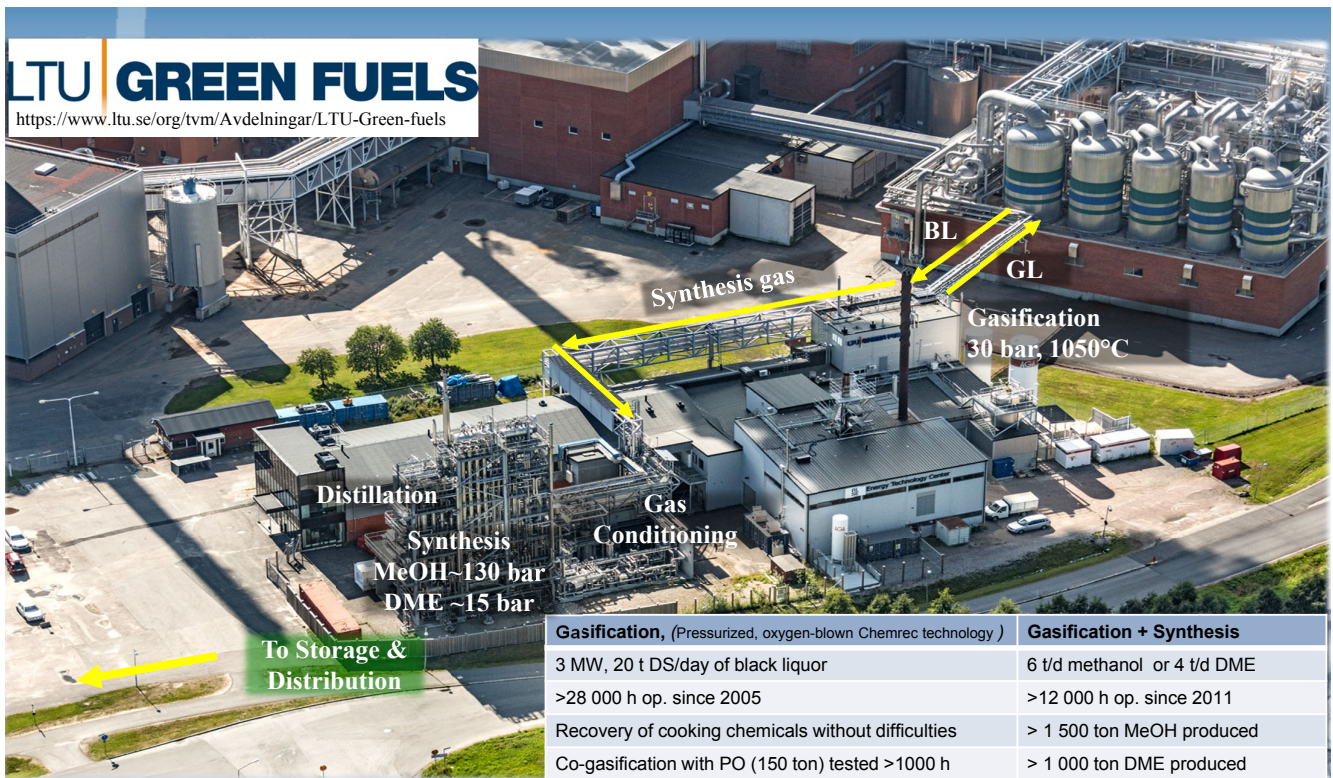 LTU GREEN FUELS
https://www.ltu.se/org/tvm/Avdelningar/LTU-Green-fuels
BL
GL
Synthesis gas
Gasification
30 bar, 1050°C
Energy Technology Center
Distillation
Gas
Conditioning
Synthesis
MeOH~130 bar
DME ~15 bar
To Storage &
Distribution
Gasification, (Pressurized, oxygen-blown Chemrec technology ) Gasification + Synthesis
3 MW, 20 t DS/day of black liquor 6 t/d methanol or 4 t/d DME
>28 000 h op. since 2005 >12 000 h op. since 2011
Recovery of cooking chemicals without difficulties > 1 500 ton MeOH produced
Co-gasification with PO (150 ton) tested >1000 h > 1 000 ton DME produced